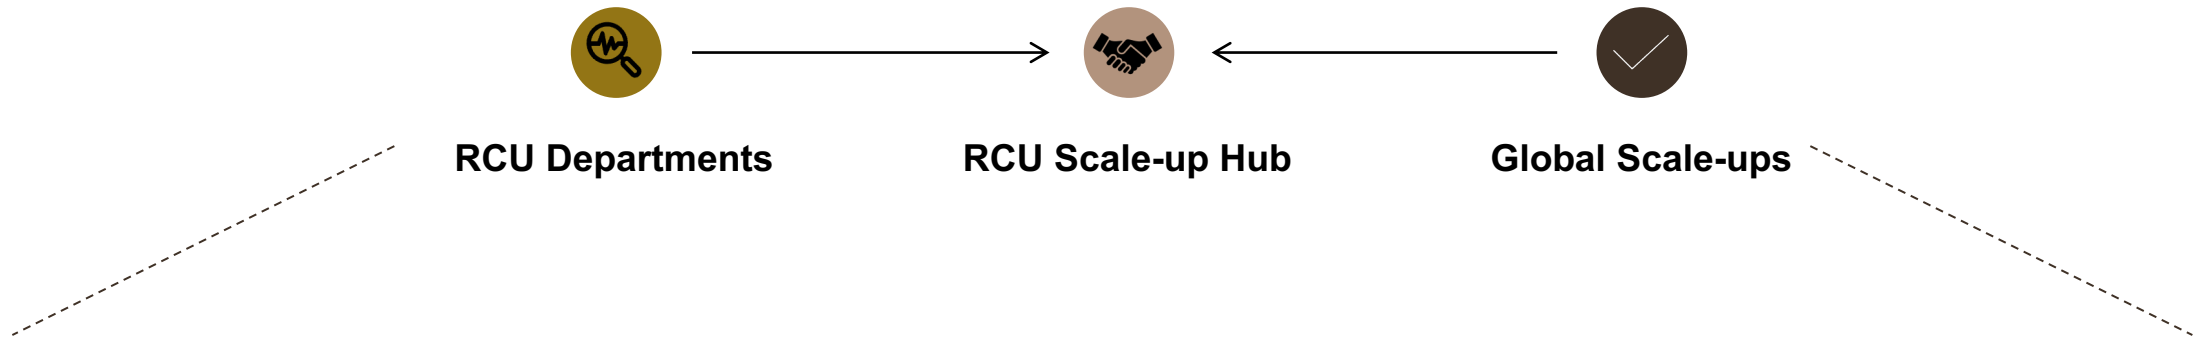 RCU Departments
RCU Scale-up Hub
Global Scale-ups